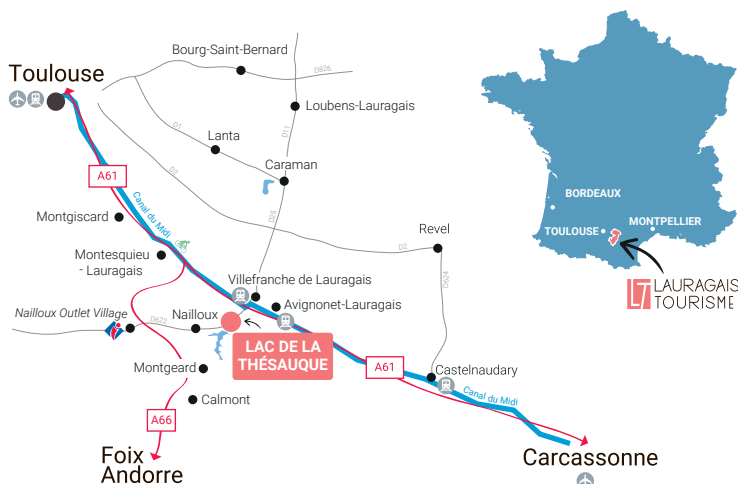 Bourg-Saint-Bernard
D826
Toulouse
Loubens-Lauragais
D1
D11
Lanta
Caraman
A61
D2
Canal du Midi
D25
Montgiscard
Revel
D2
Montesquieu
- Lauragais
D624
Villefranche de Lauragais
Avignonet-Lauragais
Nailloux Outlet Village
D622
Nailloux
LAC DE LA
THÉSAUQUE
Montgeard
A61
Castelnaudary
Calmont
Canal du Midi
A66
Foix
Andorre
Carcassonne
BORDEAUX
TOULOUSE
MONTPELLIER
LT
LAURAGAIS
TOURISME